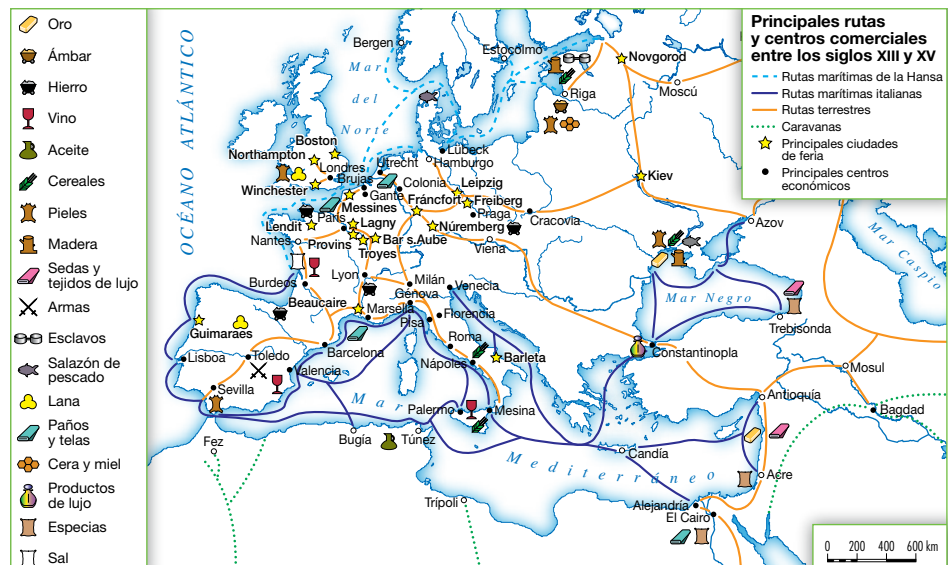 Oro
Ámbar
Hierro
Vino
Aceite
Cereales
Pieles
Madera
Sedas y
tejidos de lujo
Armas
Esclavos
Salazón de
pescado
Lana
Paños
y telas
Cera y miel
Productos
de lujo
Especias
Sal
Principales rutas
y centros comerciales
entre los siglos XIII y XV
Rutas marítimas de la Hansa
Rutas marítimas italianas
Rutas terrestres
Caravanas
Principales ciudades
de feria
Principales centros
económicos
OCÉANO ATLÁNTICO
Bergen
Estocolmo
Novgorod
Mar
del
Norte
Riga
Moscú
Boston
Northampton
Londres
Utrecht
Lübeck
Hamburgo
Winchester
Brujas
Gante
Colonia
Leipzig
Kiev
Messines
Fráncfort
Freiberg
Lendit
París
Lagny
Praga
Cracovia
Nantes
Provins
Bar s.Aube
Núremberg
Troyes
Viena
Azov
Mar Caspio
Burdeos
Lyon
Milán
Venecia
Beaucaire
Génova
Mar Negro
Marsella
Florencia
Trebisonda
Guimaraes
Pisa
Roma
Barcelona
Nápoles
Barleta
Constantinopla
Lisboa
Toledo
Valencia
Mosul
Sevilla
Antioquía
Palermo
Mesina
Bagdad
Mar
Mediterráneo
Fez
Bugía
Túnez
Candía
Acre
Trípoli
Alejandría
El Cairo
0 200 400 600 km